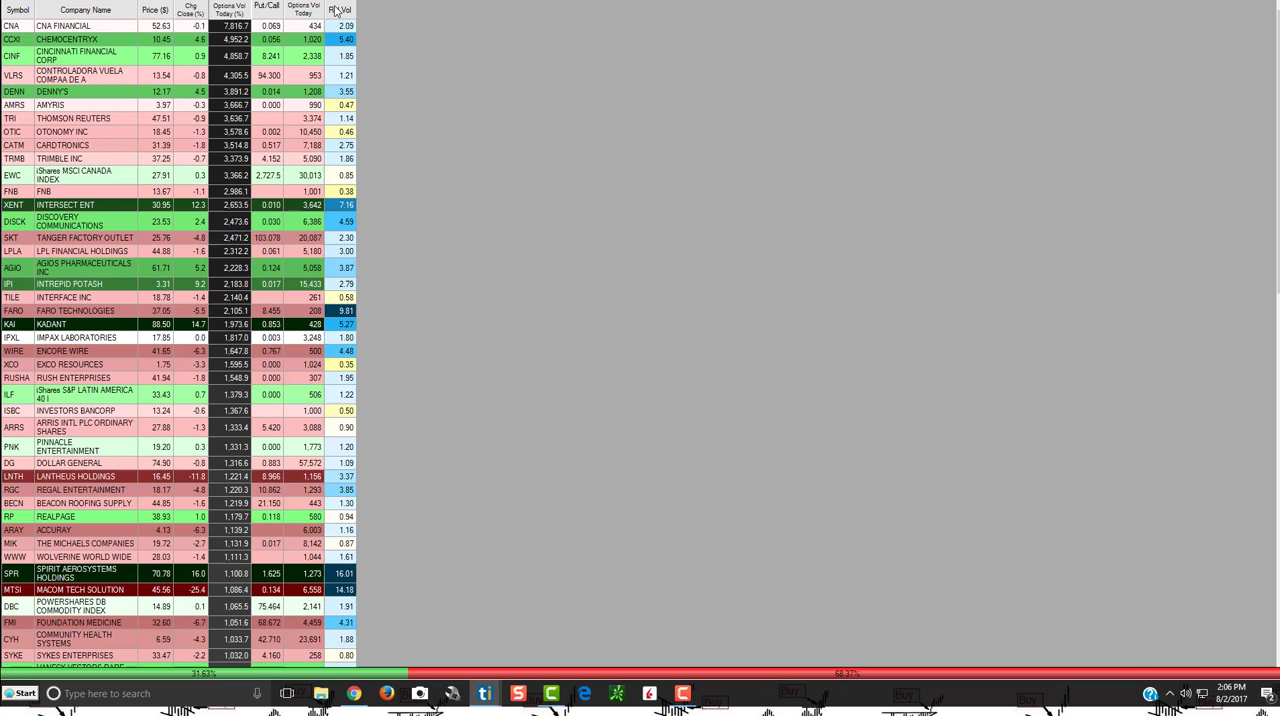 Symbol Company Name Price ($) Chg Close (%) Options Vol Today (%) Put/Call Options Vol Today Vol
CNA CNA FINANCIAL 52.63 -0.1 7,816.7 0.069 434 2.09
CCXI CHEMOCENTRYX 10.45 4.6 4,952.2 0.056 1,020 5.40
CINF CINCINNATI FINANCIAL CORP 77.16 0.9 4,858.7 8.241 2,338 1.85
VLRS CONTROLADORA VUELA COMPAA DE A 13.54 -0.8 4,305.5 94.300 953 1.21
DENN DENNY'S 12.17 4.5 3,891.2 0.014 1,208 3.55
AMRS AMYRIS 3.97 -0.3 3,666.7 0.000 990 0.47
TRI THOMSON REUTERS 47.51 -0.9 3,636.7 3,374 1.14
OTIC OTONOMY INC 18.45 -1.3 3,578.6 0.002 10,450 0.46
CATM CARDTRONICS 31.39 -1.8 3,514.8 0.517 7,188 2.75
TRMB TRIMBLE INC 37.25 -0.7 3,373.9 4.152 5,090 1.86
EWC iShares MSCI CANADA INDEX 27.91 0.3 3,366.2 2,727.5 30,013 0.85
FNB FNB 13.67 -1.1 2,986.1 1,001 0.38
XENT INTERSECT ENT 30.95 12.3 2,653.5 0.010 3,642 7.16
DISCK DISCOVERY COMMUNICATIONS 23.53 2.4 2,473.6 0.030 6,386 4.59
SKT TANGER FACTORY OUTLET 25.76 -4.8 2,471.2 103.078 20,087 2.30
LPLA LPL FINANCIAL HOLDINGS 44.88 -1.6 2,312.2 0.061 5,180 3.00
AGIO AGIOS PHARMACEUTICALS INC 61.71 5.2 2,228.3 0.124 5,058 3.87
IPI INTREPID POTASH 3.31 9.2 2,183.8 0.017 15,433 2.79
TILE INTERFACE INC 18.78 -1.4 2,140.4 261 0.58
FARO FARO TECHNOLOGIES 37.05 -5.5 2,105.1 8.455 208 9.81
KAI KADANT 88.50 14.7 1,973.6 0.853 428 5.27
IPXL IMPAX LABORATORIES 17.85 0.0 1,817.0 0.003 3,248 1.80
WIRE ENCORE WIRE 41.65 -6.3 1,647.8 0.767 500 4.48
XCO EXCO RESOURCES 1.75 -3.3 1,595.5 0.000 1,024 0.35
RUSHA RUSH ENTERPRISES 41.94 -1.8 1,548.9 0.000 307 1.95
ILF iShares S&P LATIN AMERICA 40 I 33.43 0.7 1,379.3 0.000 506 1.22
ISBC INVESTORS BANCORP 13.24 -0.6 1,367.6 1,000 0.50
ARRS ARRIS INTL PLC ORDINARY SHARES 27.88 -1.3 1,333.4 5.420 3,088 0.90
PNK PINNACLE ENTERTAINMENT 19.20 0.3 1,331.3 0.000 1,773 1.20
DG DOLLAR GENERAL 74.90 -0.8 1,316.6 0.883 57,572 1.09
LNTH LANTHEUS HOLDINGS 16.45 -11.8 1,221.4 8.966 1,156 3.37
RGC REGAL ENTERTAINMENT 18.17 -4.8 1,220.3 10.862 1,293 3.85
BECN BEACON ROOFING SUPPLY 44.85 -1.6 1,219.9 21.150 443 1.30
RP REALPAGE 38.93 1.0 1,179.7 0.118 580 0.94
ARAY ACCURAY 4.13 -6.3 1,139.2 6,003 1.16
MIK THE MICHAELS COMPANIES 19.72 -2.7 1,131.9 0.017 8,142 0.87
WWW WOLVERINE WORLD WIDE 28.03 -1.4 1,111.3 1,044 1.61
SPR SPIRIT AEROSYSTEMS HOLDINGS 70.78 16.0 1,100.8 1.625 1,273 16.01
MTSI MACOM TECH SOLUTION 45.56 -25.4 1,086.4 0.134 6,558 14.18
DBC POWERSHARES DB COMMODITY INDEX 14.89 0.1 1,065.5 75.464 2,141 1.91
FMI FOUNDATION MEDICINE 32.60 -6.7 1,051.6 68.672 4,459 4.31
CYH COMMUNITY HEALTH SYSTEMS 6.59 -4.3 1,033.7 42.710 23,691 1.88
SYKE SYKES ENTERPRISES 33.47 -2.2 1,032.0 4.160 258 0.80
31.63% 68.37%
Start Type here to search 2:06 PM
8/2/2017
Buy Buy Buy Buy